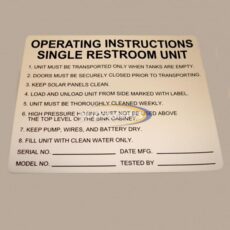 OPERATING INSTRUCTIONS
SINGLE RESTROOM UNIT
1. UNIT MUST BE TRANSPORTED ONLY WHEN TANKS ARE EMPTY.
2. DOORS MUST BE SECURELY CLOSED PRIOR TO TRANSPORTING.
3. KEEP SOLAR PANELS CLEAN.
4. LOAD AND UNLOAD UNIT FROM SIDE MARKED WITH LABEL.
5. UNIT MUST BE THOROUGHLY CLEANED WEEKLY.
6. HIGH PRESSURE HOSING MUST NOT BE USED ABOVE
THE TOP LEVEL OF THE SINK CABINET.
7. KEEP PUMP, WIRES, AND BATTERY DRY.
8. FILL UNIT WITH CLEAN WATER ONLY.
SERIAL NO. DATE MFG.
MODEL NO. TESTED BY